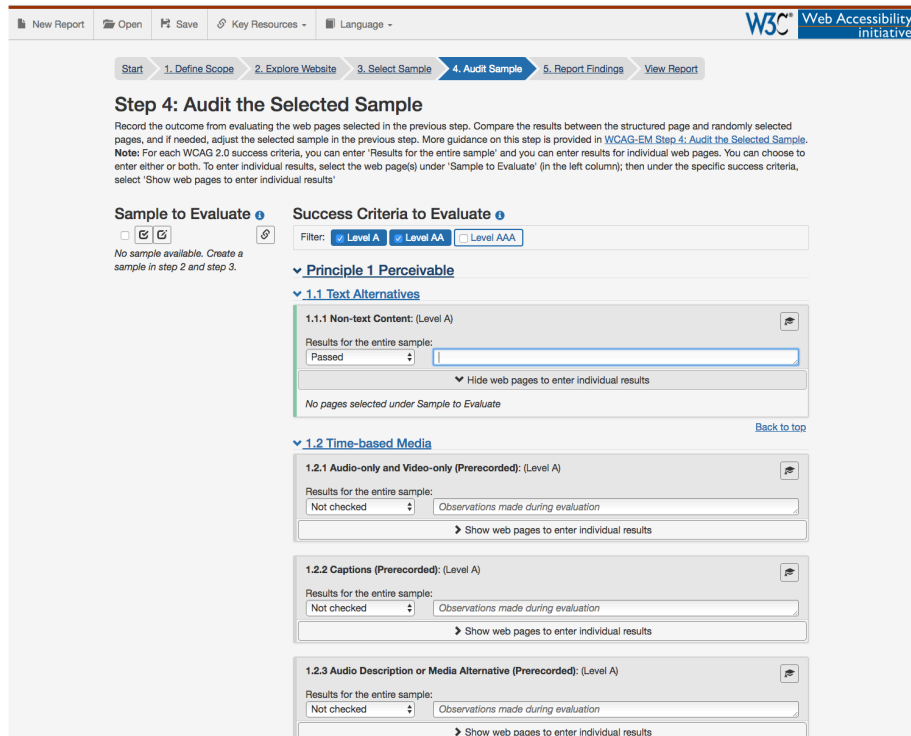 New Report
Open
Save
Key Resources
Language
W3C® Web Accessibility
initiative
Start
1. Define Scope
2. Explore Website
3. Select Sample
4. Audit Sample
5. Report Findings
View Report
Step 4: Audit the Selected Sample
Record the outcome from evaluating the web pages selected in the previous step. Compare the results between the structured page and randomly selected
pages, and if needed, adjust the selected sample in the previous step. More guidance on this step is provided in WCAG-EM Step 4: Audit the Selected Sample.
Note: For each WCAG 2.0 success criteria, you can enter 'Results for the entire sample' and you can enter results for individual web pages. You can choose to
enter either or both. To enter individual results, select the web page(s) under 'Sample to Evaluate' (in the left column); then under the specific success criteria,
select 'Show web pages to enter individual results'
Sample to Evaluate
No sample available. Create a
sample in step 2 and step 3.
Success Criteria to Evaluate
Filter: Level A Level AA Level AAA
Principle 1 Perceivable
1.1 Text Alternatives
1.1.1 Non-text Content: (Level A)
Results for the entire sample:
Passed
Hide web pages to enter individual results
No pages selected under Sample to Evaluate
Back to top
1.2 Time-based Media
1.2.1 Audio-only and Video-only (Prerecorded): (Level A)
Results for the entire sample:
Not checked Observations made during evaluation
Show web pages to enter individual results
1.2.2 Captions (Prerecorded): (Level A)
Results for the entire sample:
Not checked Observations made during evaluation
Show web pages to enter individual results
1.2.3 Audio Description or Media Alternative (Prerecorded): (Level A)
Results for the entire sample:
Not checked Observations made during evaluation
Show web pages to enter individual results